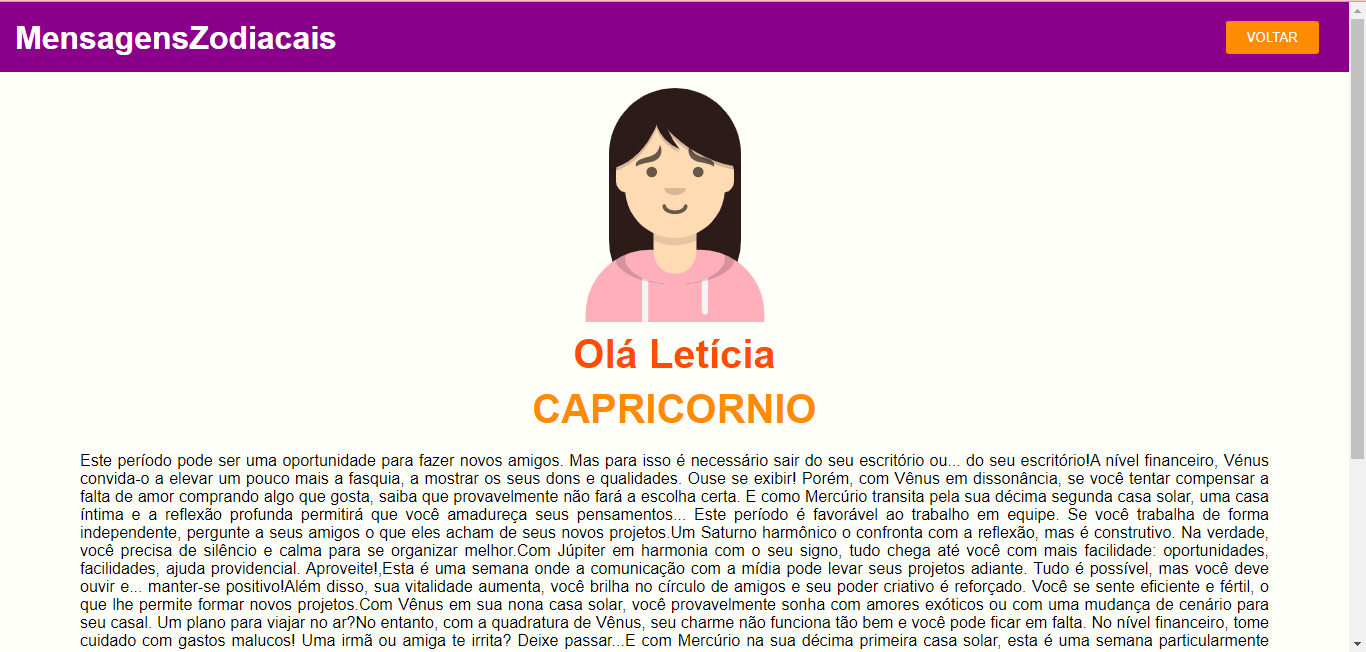 MensagensZodiacais
VOLTAR
Olá Letícia
CAPRICORNIO
Este período pode ser uma oportunidade para fazer novos amigos. Mas para isso é necessário sair do seu escritório ou... do seu escritório!A nível financeiro, Vénus
convida-o a elevar um pouco mais a fasquia, a mostrar os seus dons e qualidades. Ouse se exibir! Porém, com Vênus em dissonância, se você tentar compensar a
falta de amor comprando algo que gosta, saiba que provavelmente não fará a escolha certa. E como Mercúrio transita pela sua décima segunda casa solar, uma casa
íntima e a reflexão profunda permitirá que você amadureça seus pensamentos... Este período é favorável ao trabalho em equipe. Se você trabalha de forma
independente, pergunte a seus amigos o que eles acham de seus novos projetos.Um Saturno harmônico o confronta com a reflexão, mas é construtivo. Na verdade,
você precisa de silêncio e calma para se organizar melhor.Com Júpiter em harmonia com o seu signo, tudo chega até você com mais facilidade: oportunidades,
facilidades, ajuda providencial. Aproveite!,Esta é uma semana onde a comunicação com a mídia pode levar seus projetos adiante. Tudo é possível, mas você deve
ouvir e... manter-se positivo!Além disso, sua vitalidade aumenta, você brilha no círculo de amigos e seu poder criativo é reforçado. Você se sente eficiente e fértil, o
que lhe permite formar novos projetos.Com Vênus em sua nona casa solar, você provavelmente sonha com amores exóticos ou com uma mudança de cenário para
seu casal. Um plano para viajar no ar?No entanto, com a quadratura de Vênus, seu charme não funciona tão bem e você pode ficar em falta. No nível financeiro, tome
cuidado com gastos malucos! Uma irmã ou amiga te irrita? Deixe passar...E com Mercúrio na sua décima primeira casa solar, esta é uma semana particularmente